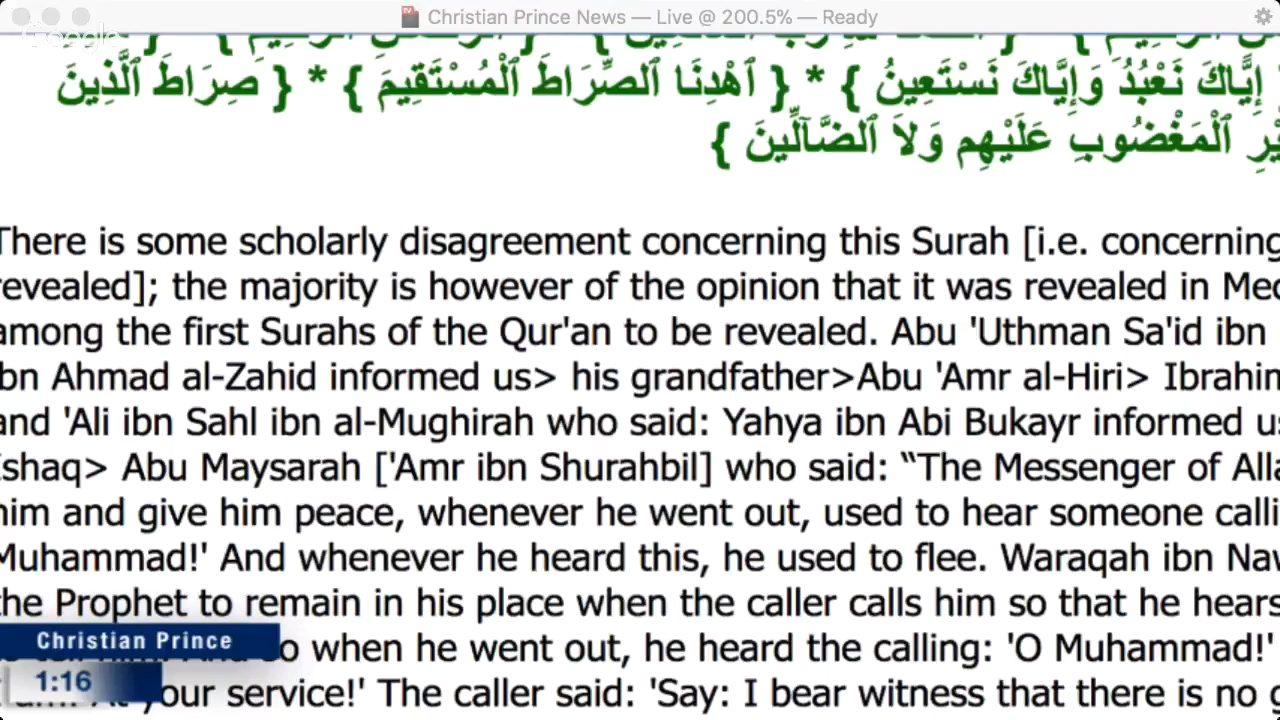 Christian Prince News — Live @ 200.5% — Ready
Google
إِيَّاكَ نَعْبُدُ وَإِيَّاكَ نَسْتَعِينُ } * { ٱهْدِنَا ٱلصِّرَاطَ ٱلْمُسْتَقِيمَ } * { صِرَاطَ ٱلَّذِينَ
ٱلْمَغْضُوبِ عَلَيْهِم وَلاَ ٱلضَّآلِّينَ }
There is some scholarly disagreement concerning this Surah [i.e. concerning
revealed]; the majority is however of the opinion that it was revealed in Mec
among the first Surahs of the Qur'an to be revealed. Abu 'Uthman Sa'id ibn
ibn Ahmad al-Zahid informed us> his grandfather>Abu 'Amr al-Hiri> Ibrahim
and 'Ali ibn Sahl ibn al-Mughirah who said: Yahya ibn Abi Bukayr informed us
Ishaq> Abu Maysarah ['Amr ibn Shurahbil] who said: “The Messenger of Alla
him and give him peace, whenever he went out, used to hear someone calli
Muhammad!' And whenever he heard this, he used to flee. Waraqah ibn Naw
the Prophet to remain in his place when the caller calls him so that he hears
so when he went out, he heard the calling: 'O Muhammad!'
your service!' The caller said: 'Say: I bear witness that there is no g
Christian Prince
1:16